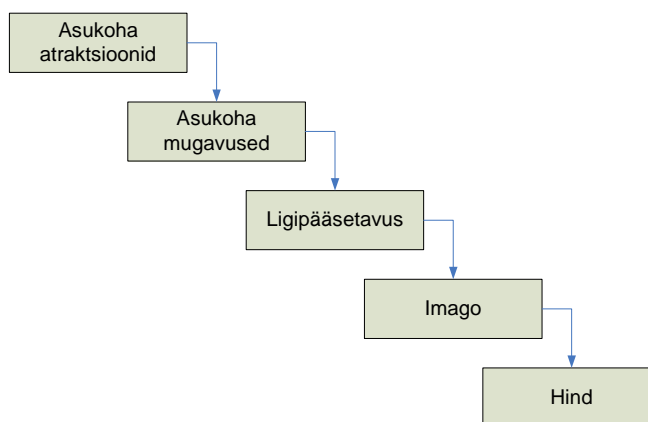 Asukoha
atraktsioonid
Asukoha
mugavused
Ligipääsetavus
Imago
Hind